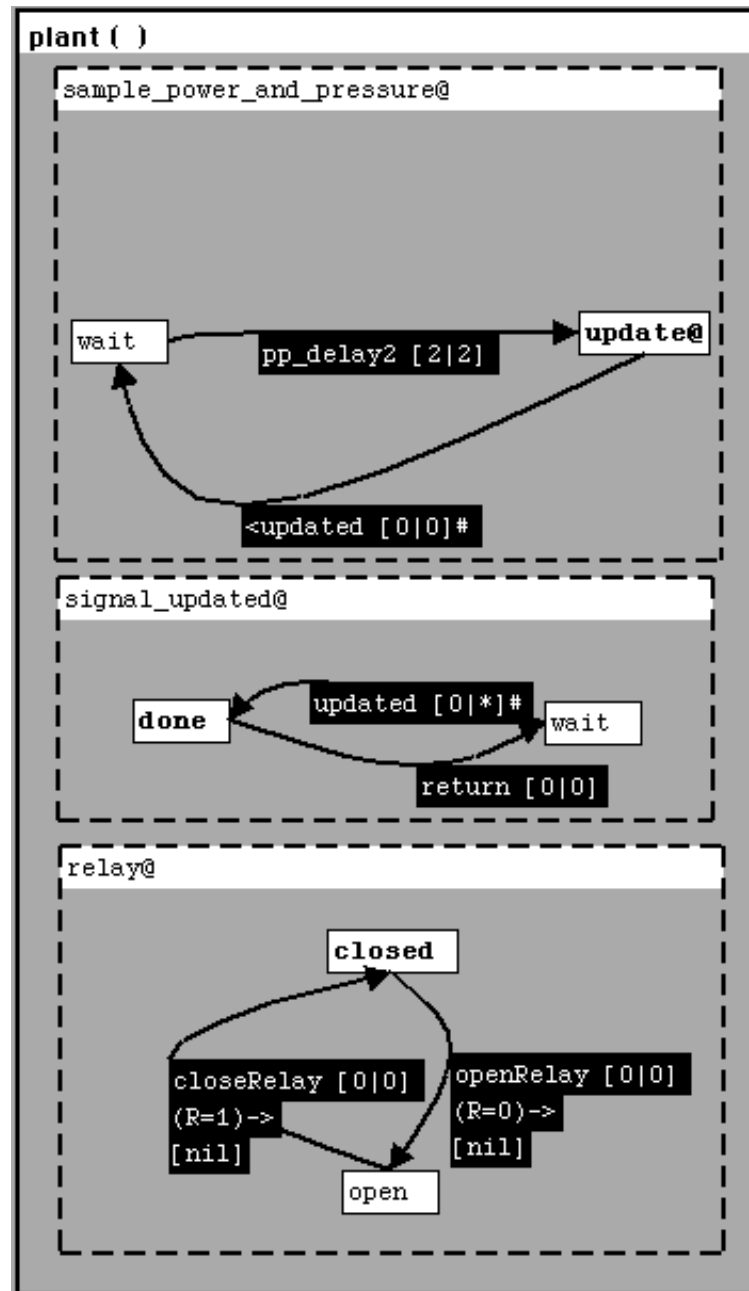 plant ( )
sample_power_and_pressure@
wait
update@
pp_delay2 [2|2]
<updated [0|0]#
signal_updated@
updated [0|*]#
done
wait
return [0|0]
relay@
closed
closeRelay [0|0]
(R=1)->
[nil]
openRelay [0|0]
(R=0)->
[nil]
open